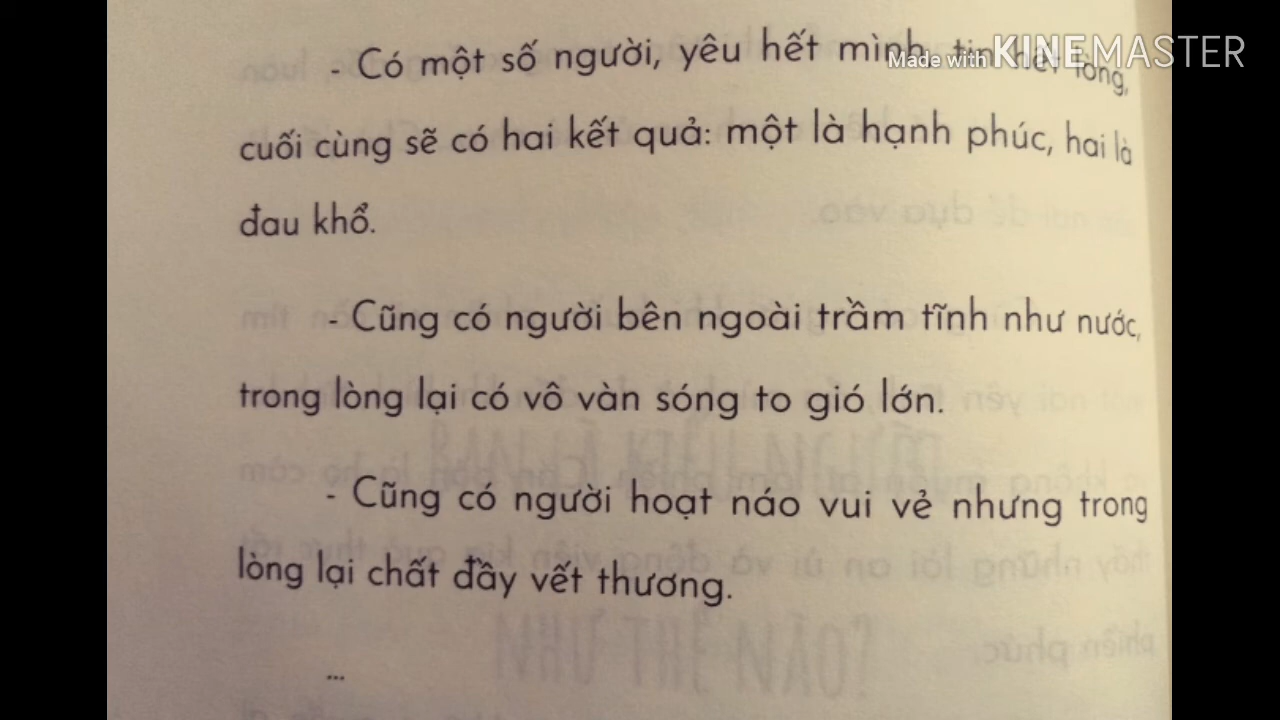 - Có một số người, yêu hết mình, tin hết lòng,
Made with KINEMASTER
cuối cùng sẽ có hai kết quả: một là hạnh phúc, hai là
đau khổ.
- Cũng có người bên ngoài trầm tĩnh như nước,
trong lòng lại có vô vàn sóng to gió lớn.
- Cũng có người hoạt náo vui vẻ nhưng trong
lòng lại chất đầy vết thương.
...